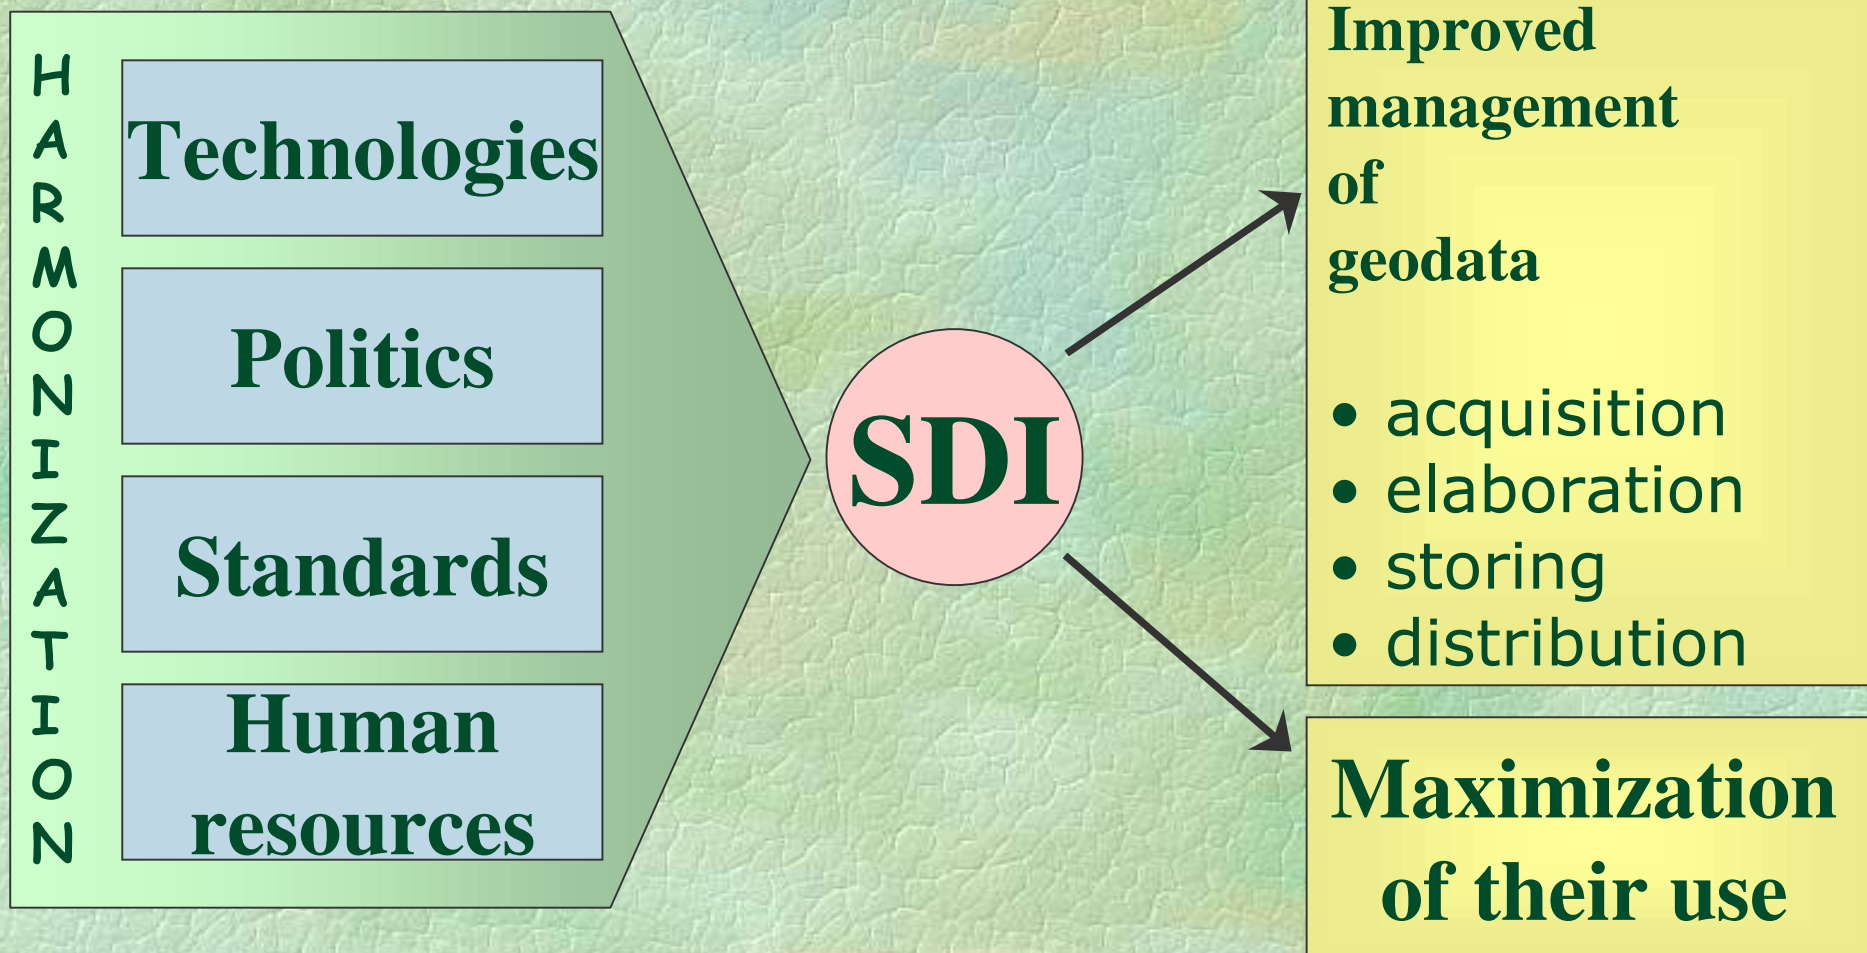 HARMONIZATION
Technologies
Politics
Standards
Human
resources
SDI
Improved
management
of
geodata
• acquisition
• elaboration
• storing
• distribution
Maximization
of their use